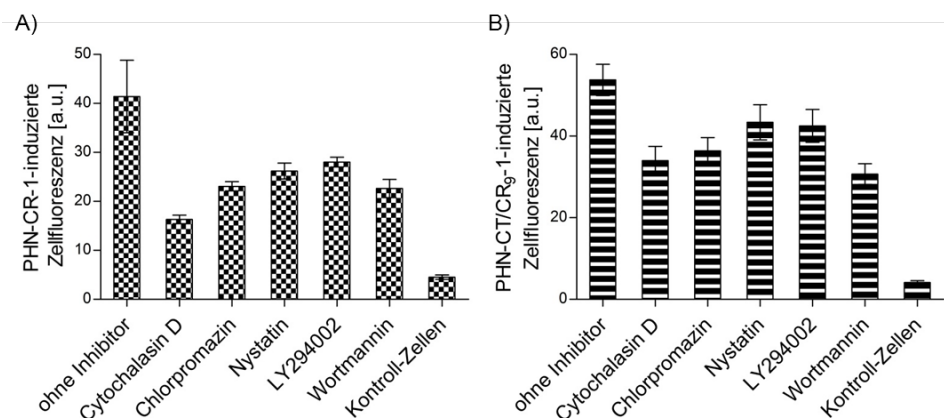 A)
PHN-CR-1-induzierte
Zellfluoreszenz [a.u.]
50
40
30
20
10
0
ohne Inhibitor
Cytochalasin D
Chlorpromazin
Nystatin
LY294002
Wortmannin
Kontroll-Zellen
B)
PHN-CT/CR9-1-induzierte
Zellfluoreszenz [a.u.]
60
40
20
0
ohne Inhibitor
Cytochalasin D
Chlorpromazin
Nystatin
LY294002
Wortmannin
Kontroll-Zellen